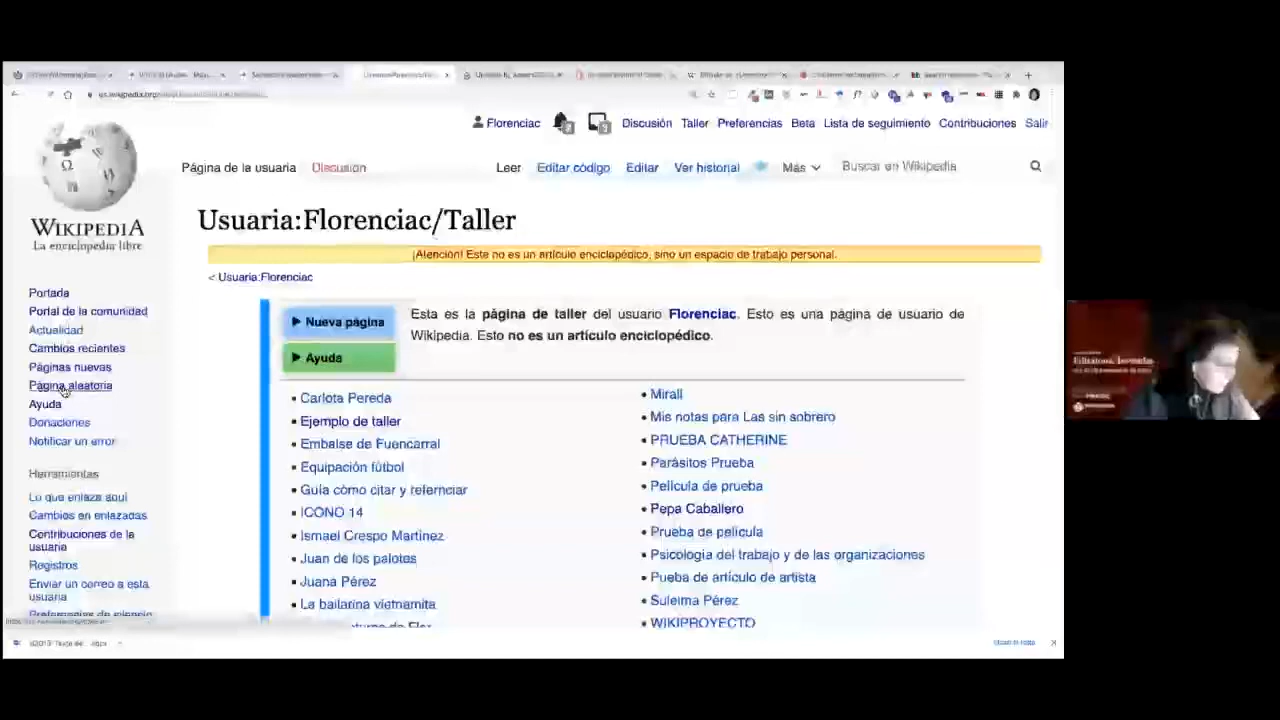 Florenciac
Discusión Taller Preferencias Beta Lista de seguimiento Contribuciones Salir
Página de la usuaria Discusión Leer Editar código Editar Ver historial Más Buscar en Wikipedia
WIKIPEDIA
La enciclopedia libre
Usuaria:Florenciac/Taller
¡Atención! Este no es un artículo enciclopédico, sino un espacio de trabajo personal.
< Usuaria:Florenciac
Portada
Portal de la comunidad
Actualidad
Cambios recientes
Páginas nuevas
Página aleatoria
Ayuda
Donaciones
Notificar un error
Herramientas
Lo que enlaza aquí
Cambios en enlazadas
Contribuciones de la
usuaria
Registros
Enviar un correo a esta
usuaria
Nueva página
Ayuda
Esta es la página de taller del usuario Florenciac. Esto es una página de usuario de
Wikipedia. Esto no es un artículo enciclopédico.
Carlota Pereda
Ejemplo de taller
Embalse de Fuencarral
Equipación fútbol
Guía cómo citar y refernciar
ICONO 14
Ismael Crespo Martínez
Juan de los palotes
Juana Pérez
La bailarina vietnamita
Mirall
Mis notas para Las sin sobrero
PRUEBA CATHERINE
Parásitos Prueba
Película de prueba
Pepa Caballero
Prueba de película
Psicología del trabajo y de las organizaciones
Pueba de artículo de artista
Suleima Pérez
WIKIPROYECTO